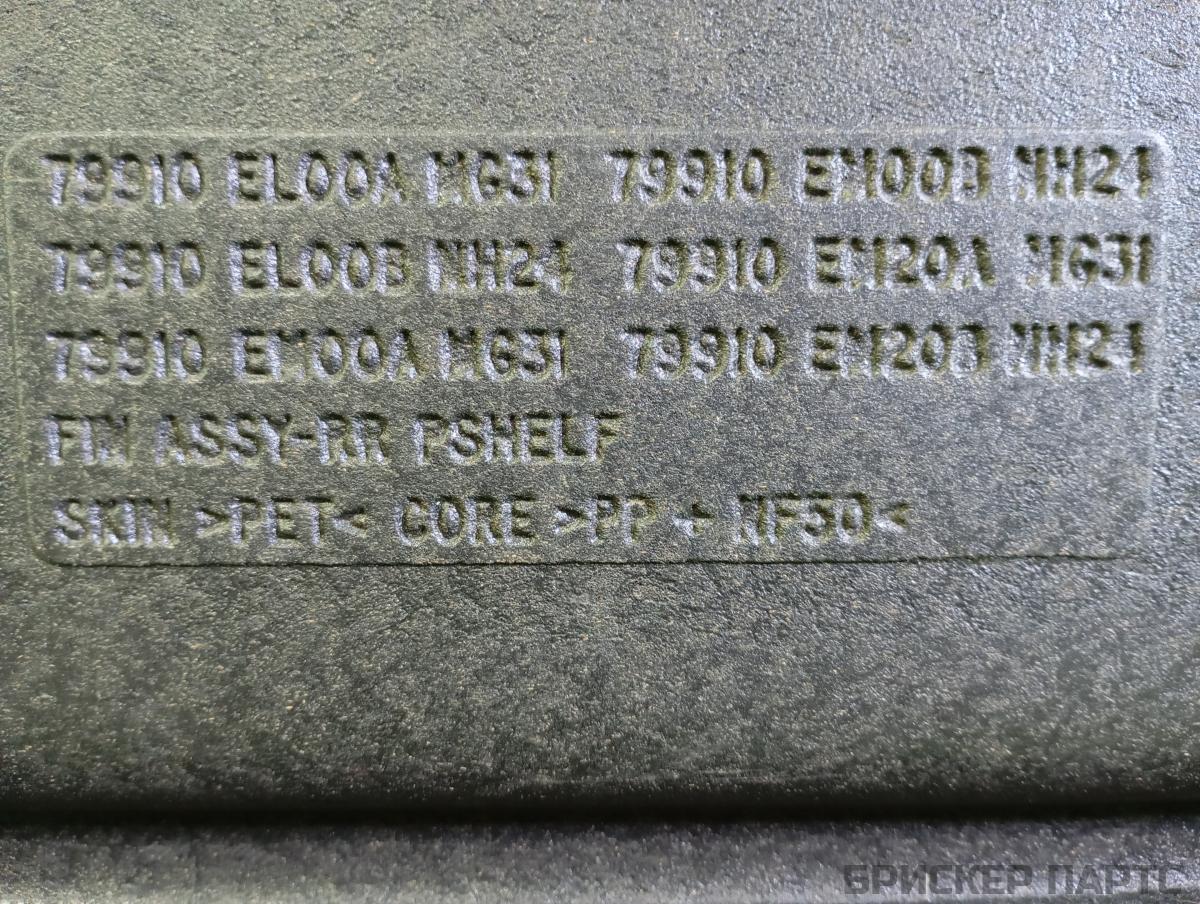 79910 EL00A MG31 79910 EM00B NH24
79910 EL00B NH24 79910 EM20A MG31
79910 EM00A MG31 79910 EM20B NH24
FIN ASSY-RR PSHELF
SKIN >PET< CORE >PP + NF50<
БРИСКЕР ПАРТС